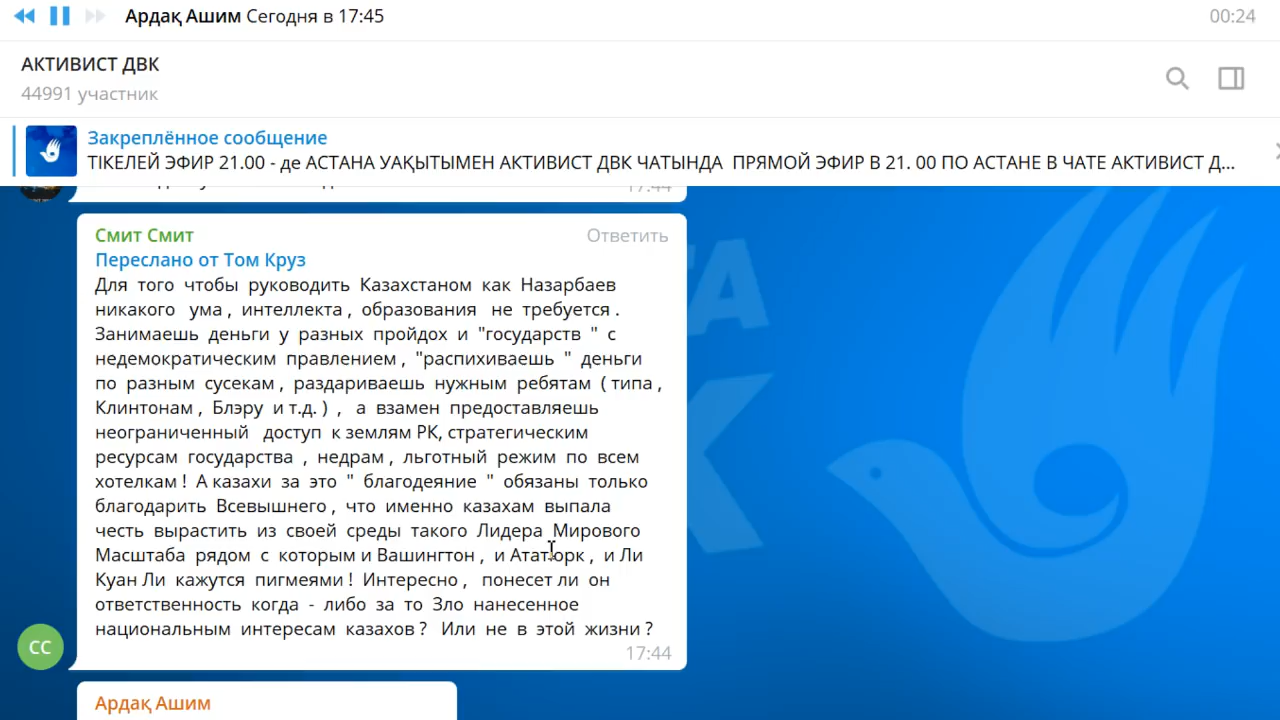 Ардақ Ашим Сегодня в 17:45
00:24
АКТИВИСТ ДВК
44991 участник
Закреплённое сообщение
ТІКЕЛЕЙ ЭФИР 21.00 - де АСТАНА УАҚЫТЫМЕН АКТИВИСТ ДВК ЧАТЫНДА ПРЯМОЙ ЭФИР В 21. 00 ПО АСТАНЕ В ЧАТЕ АКТИВИСТ Д...
17:44
Смит Смит
Ответить
Переслано от Том Круз
Для того чтобы руководить Казахстаном как Назарбаев
никакого ума , интеллекта , образования не требуется .
Занимаешь деньги у разных пройдох и "государств " с
недемократическим правлением , "распихиваешь " деньги
по разным сусекам , раздариваешь нужным ребятам ( типа ,
Клинтонам , Блэру и т.д. ) , а взамен предоставляешь
неограниченный доступ к землям РК, стратегическим
ресурсам государства , недрам , льготный режим по всем
хотелкам ! А казахи за это " благодеяние " обязаны только
благодарить Всевышнего , что именно казахам выпала
честь вырастить из своей среды такого Лидера Мирового
Масштаба рядом с которым и Вашингтон , и Ататюрк , и Ли
Куан Ли кажутся пигмеями ! Интересно , понесет ли он
ответственность когда - либо за то Зло нанесенное
национальным интересам казахов ? Или не в этой жизни ?
17:44
СС
Ардақ Ашим